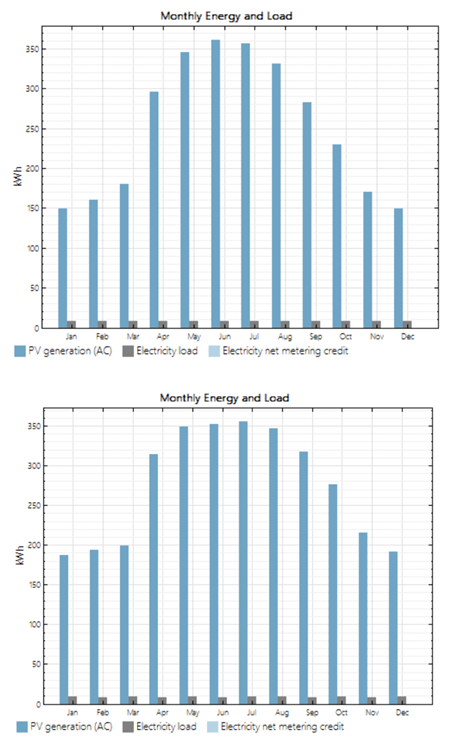 Monthly Energy and Load
350
300
250
200
150
100
50
0
kWh
Jan Feb Mar Apr May Jun Jul Aug Sep Oct Nov Dec
PV generation (AC) Electricity load Electricity net metering credit
Monthly Energy and Load
350
300
250
200
150
100
50
0
kWh
Jan Feb Mar Apr May Jun Jul Aug Sep Oct Nov Dec
PV generation (AC) Electricity load Electricity net metering credit